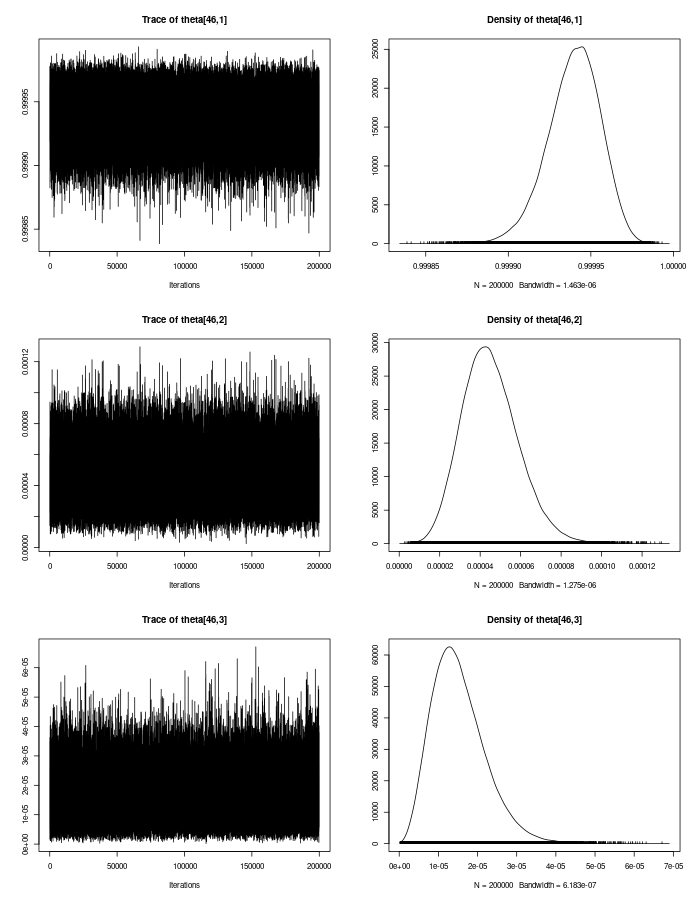 Trace of theta[46,1]
0.99985 0.99990 0.99995
0 50000 100000 150000 200000
Iterations
Density of theta[46,1]
0 5000 10000 15000 20000 25000
0.99985 0.99990 0.99995 1.00000
N = 200000 Bandwidth = 1.463e-06
Trace of theta[46,2]
0.00000 0.00004 0.00008 0.00012
0 50000 100000 150000 200000
Iterations
Density of theta[46,2]
0 5000 10000 15000 20000 25000 30000
0.00000 0.00002 0.00004 0.00006 0.00008 0.00010 0.00012
N = 200000 Bandwidth = 1.275e-06
Trace of theta[46,3]
0e+00 1e-05 2e-05 3e-05 4e-05 5e-05 6e-05
0 50000 100000 150000 200000
Iterations
Density of theta[46,3]
0 10000 20000 30000 40000 50000 60000
0e+00 1e-05 2e-05 3e-05 4e-05 5e-05 6e-05 7e-05
N = 200000 Bandwidth = 6.183e-07